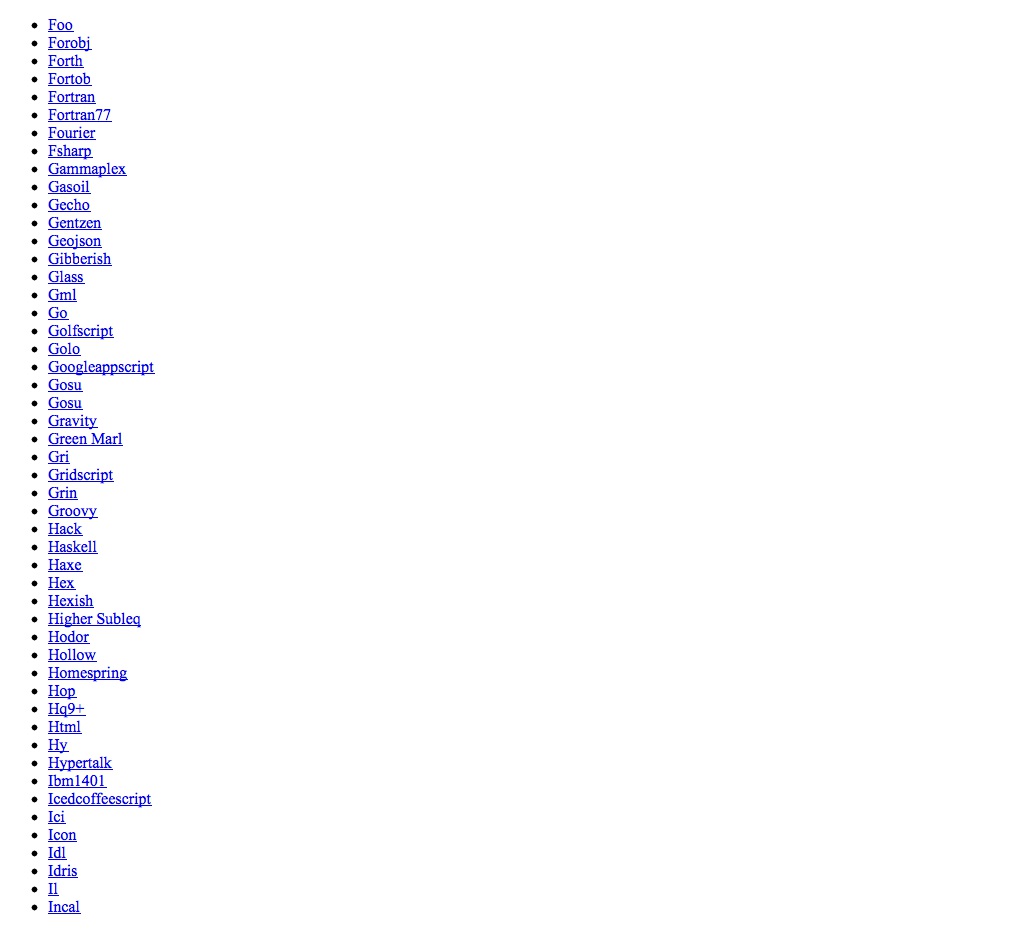 Foo
Forobj
Forth
Fortob
Fortran
Fortran77
Fourier
Fsharp
Gammaplex
Gasoil
Gecho
Gentzen
Geojson
Gibberish
Glass
Gml
Go
Golfscript
Golo
Googleappscript
Gosu
Gosu
Gravity
Green Marl
Gri
Gridscript
Grin
Groovy
Hack
Haskell
Haxe
Hex
Hexish
Higher Subleq
Hodor
Hollow
Homespring
Hop
Hq9+
Html
Hy
Hypertalk
Ibm1401
Icedcoffeescript
Ici
Icon
Idl
Idris
Il
Incal